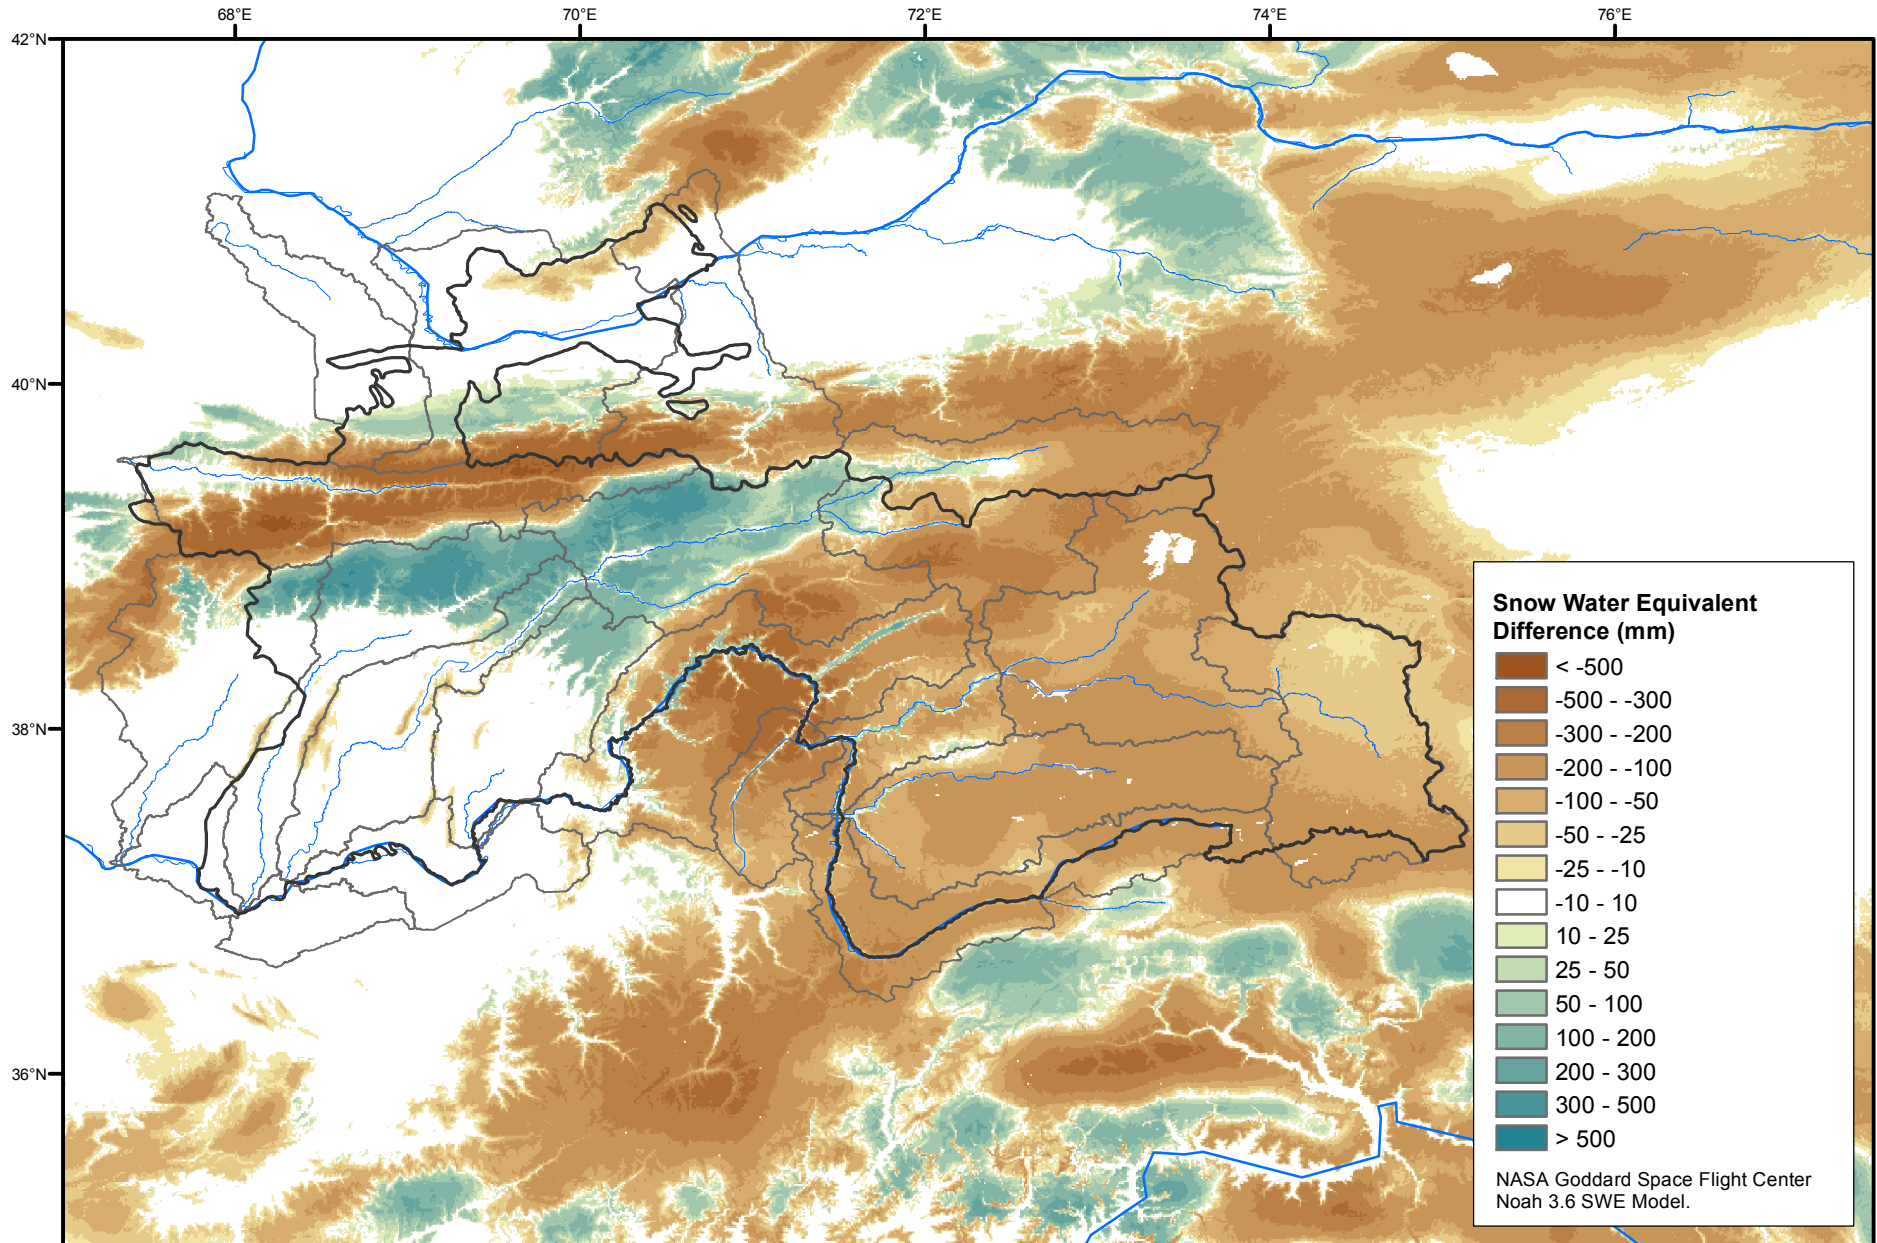 68°E
70°E
72°E
74°E
76°E
42°N
40°N
38°N
36°N
Snow Water Equivalent
Difference (mm)
< -500
-500 - -300
-300 - -200
-200 - -100
-100 - -50
-50 - -25
-25 - -10
-10 - 10
10 - 25
25 - 50
50 - 100
100 - 200
200 - 300
300 - 500
> 500
NASA Goddard Space Flight Center
Noah 3.6 SWE Model.